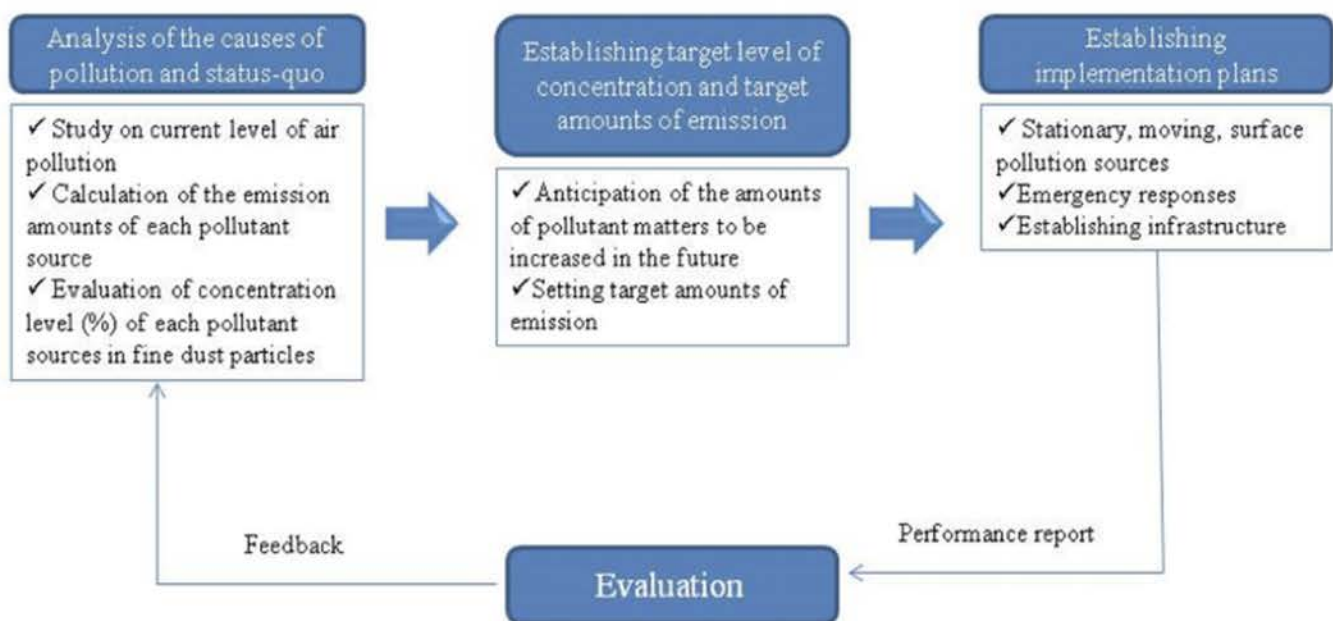 Analysis of the causes of
pollution and status-quo
✓ Study on current level of air
pollution
✓ Calculation of the emission
amounts of each pollutant
source
✓ Evaluation of concentration
level (%) of each pollutant
sources in fine dust particles
Establishing target level of
concentration and target
amounts of emission
✓ Anticipation of the amounts
of pollutant matters to be
increased in the future
✓Setting target amounts of
emission
Establishing
implementation plans
✓ Stationary, moving, surface
pollution sources
✓Emergency responses
✓Establishing infrastructure
Performance report
Evaluation
Feedback